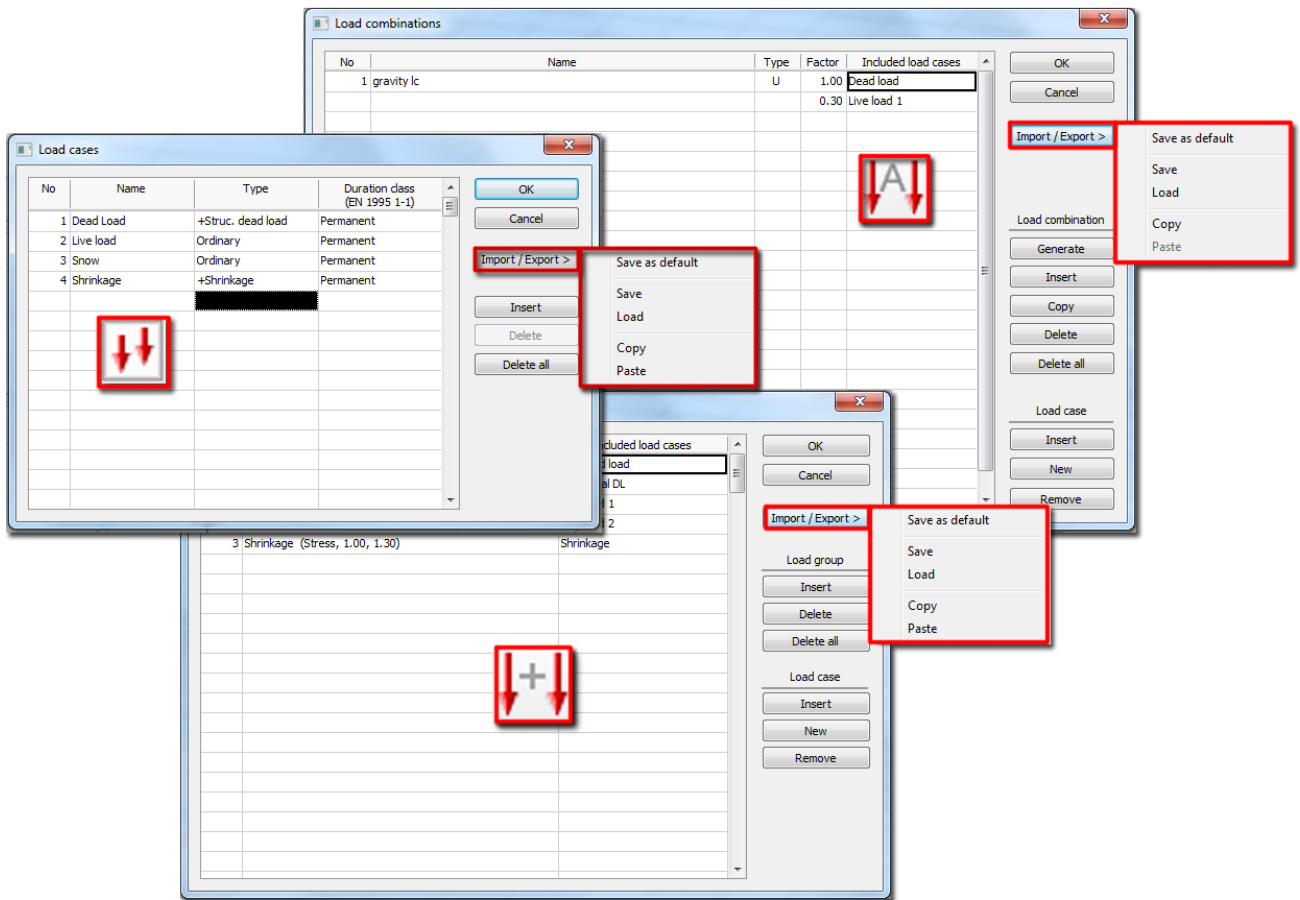 Load combinations
No Name Type Factor Included load cases
1 gravity lc U 1.00 Dead load
0.30 Live load 1
OK
Cancel
Import / Export >
Save as default
Save
Load
Copy
Paste
Load combination
Generate
Insert
Copy
Delete
Delete all
Load case
Insert
New
Remove
A
Load cases
No Name Type Duration class
(EN 1995 1-1)
1 Dead Load +Struc. dead load Permanent
2 Live load Ordinary Permanent
3 Snow Ordinary Permanent
4 Shrinkage +Shrinkage Permanent
OK
Cancel
Import / Export >
Insert
Delete
Delete all
Save as default
Save
Load
Copy
Paste
load cases
load
DL
1
2
3 Shrinkage (Stress, 1.00, 1.30) Shrinkage
+
OK
Cancel
Import / Export >
Save as default
Save
Load
Copy
Paste
Load group
Insert
Delete
Delete all
Load case
Insert
New
Remove